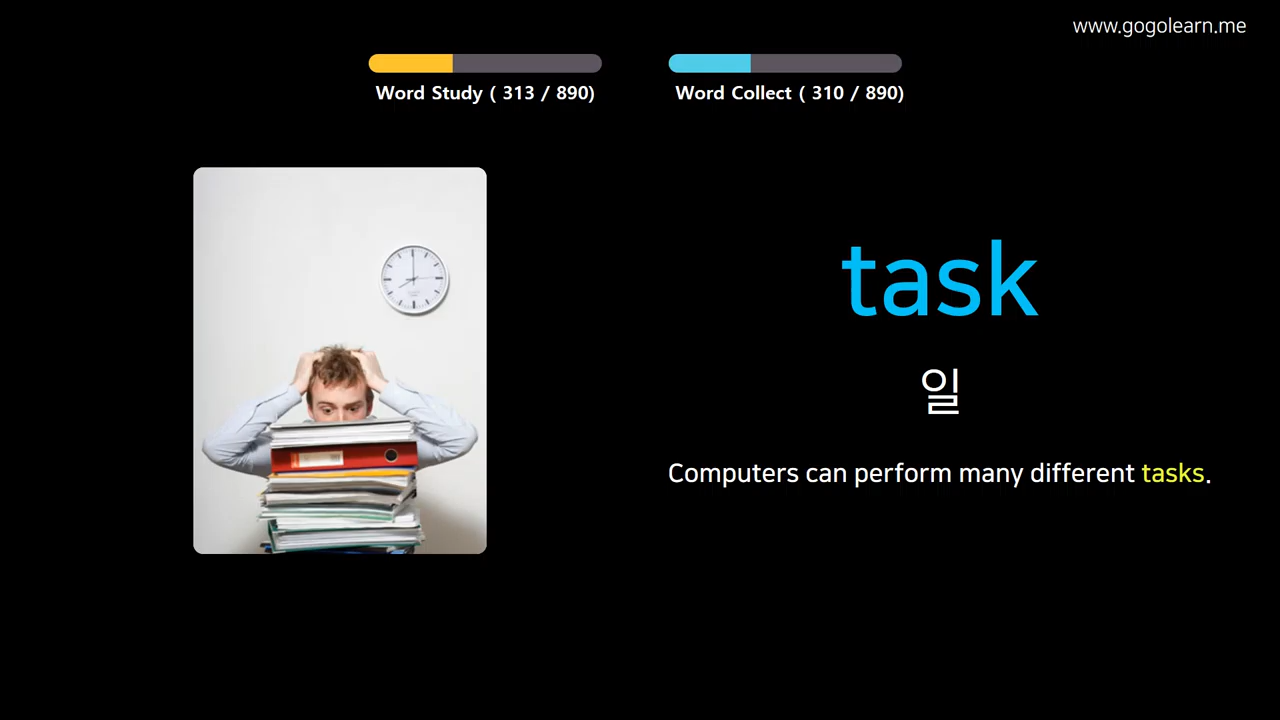 www.gogolearn.me
Word Study ( 313 / 890)
Word Collect ( 310 / 890)
task
일
Computers can perform many different tasks.